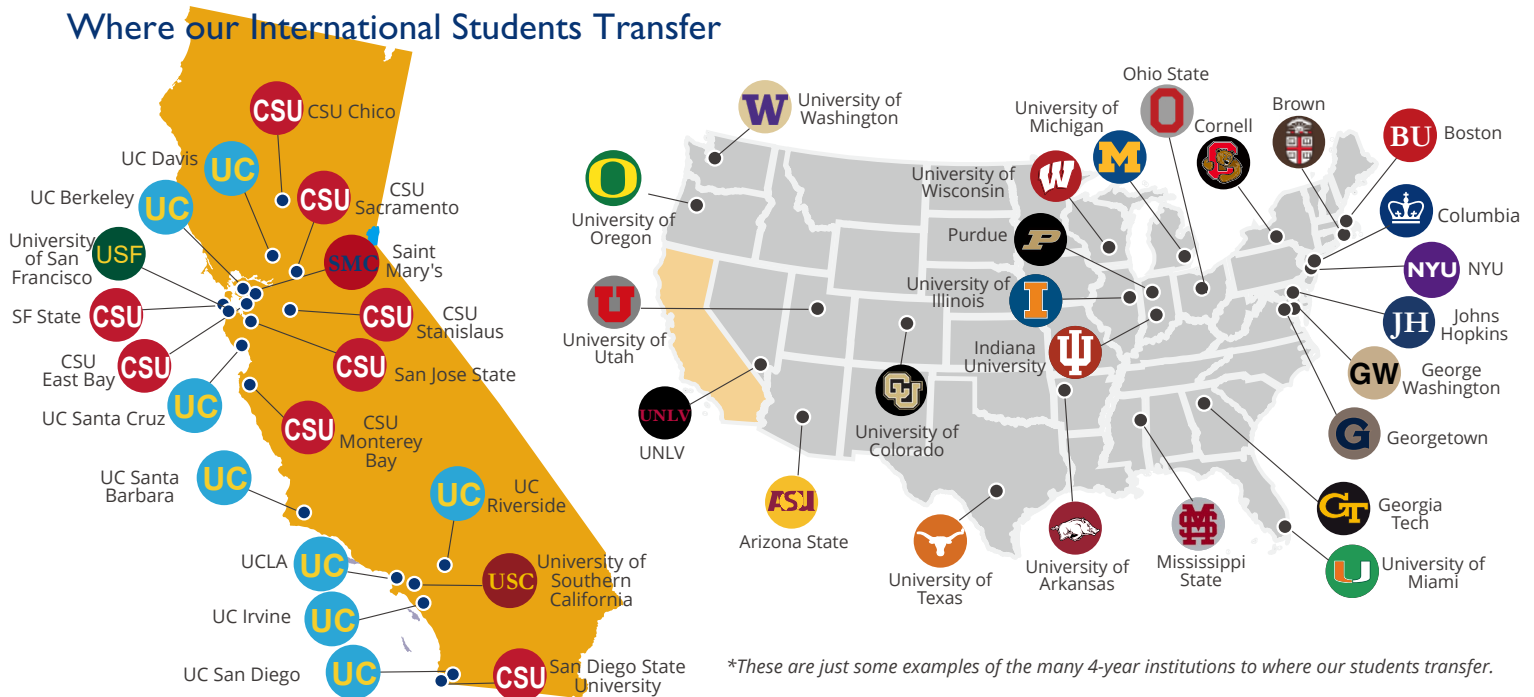 Where our International Students Transfer
CSU
CSU Chico
UC Davis
UC
UC Berkeley
UC
CSU
CSU
Sacramento
University
of San
Francisco
USF
SMC
Saint
Mary's
SF State
CSU
CSU
CSU
Stanislaus
CSU
East Bay
CSU
CSU
San Jose State
UC Santa Cruz
UC
CSU
CSU
Monterey
Bay
UC Santa
Barbara
UC
UC
UC
Riverside
UCLA
UC
USC
University of
Southern
California
UC Irvine
UC
UC San Diego
UC
CSU
San Diego State
University
W
University of
Washington
O
University of
Oregon
U
University of
Utah
UNLV
UNLV
ASU
Arizona State
CU
University of
Colorado
University of
Texas
University of
Arkansas
MS
Mississippi
State
University of
Wisconsin
W
University of
Michigan
M
Ohio State
O
Cornell
C
Brown
BU
Boston
Purdue
P
University of
Illinois
I
Indiana
University
IU
Columbia
NYU
NYU
JH
Johns
Hopkins
GW
George
Washington
G
Georgetown
GT
Georgia
Tech
U
University of
Miami
*These are just some examples of the many 4-year institutions to where our students transfer.